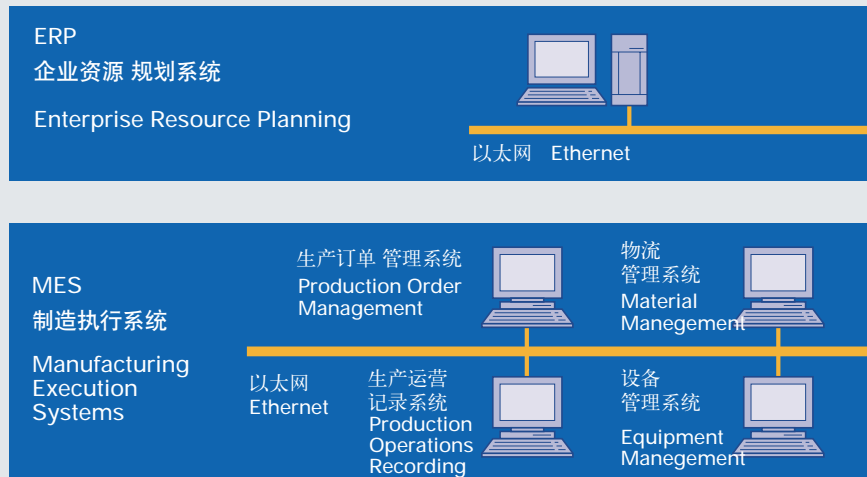 ERP
企业资源 规划系统
Enterprise Resource Planning
以太网 Ethernet
MES
制造执行系统
Manufacturing
Execution
Systems
生产订单 管理系统
Production Order
Management
物流
管理系统
Material
Manegement
以太网
Ethernet
生产运营
记录系统
Production
Operations
Recording
设备
管理系统
Equipment
Manegement